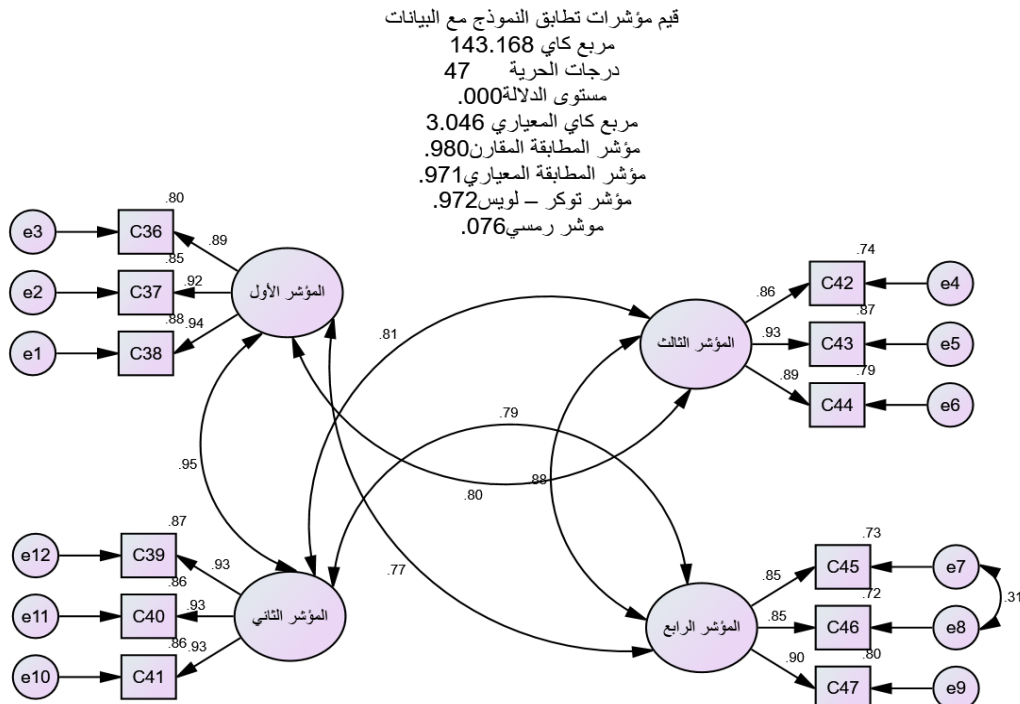 قيم مؤشرات تطابق النموذج مع البيانات
مربع كاي 143.168
درجات الحرية 47
مستوى الدلالة000.
مربع كاي المعياري 3.046
مؤشر المطابقة المقارن980.
مؤشر المطابقة المعياري971.
مؤشر توكر – لويس972.
موشر رمسي076.
.80
e3 C36 .89
.85
e2 C37 .92 المؤشر الأول
.88 .94
e1 C38
.74
.86 C42 e4
.87
المؤشر الثالث .93 C43 e5
.79
.89 C44 e6
.81
.79
.95
.80
.88
.77
.87
e12 C39 .93
.86
e11 C40 .93 المؤشر الثاني
.86 .93
e10 C41
.73
.85 C45 e7
.72
المؤشر الرابع .85 C46 e8
.31
.80
.90 C47 e9